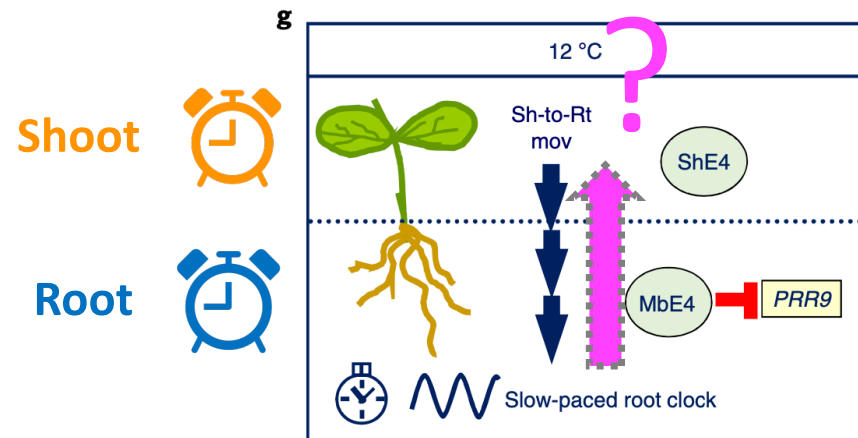 g
12 °C
?
Shoot
Sh-to-Rt
mov
ShE4
Root
MbE4
PRR9
Slow-paced root clock